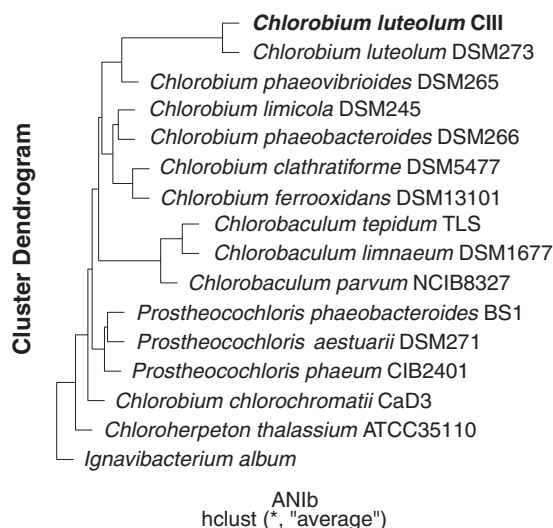 Cluster Dendrogram
Chlorobium luteolum CIII
Chlorobium luteolum DSM273
Chlorobium phaeovibrioides DSM265
Chlorobium limicola DSM245
Chlorobium phaeobacteroides DSM266
Chlorobium clathratiforme DSM5477
Chlorobium ferrooxidans DSM13101
Chlorobaculum tepidum TLS
Chlorobaculum limnaeum DSM1677
Chlorobaculum parvum NCIB8327
Prostheocochloris phaeobacteroides BS1
Prostheocochloris aestuarii DSM271
Prostheocochloris phaeum CIB2401
Chlorobium chlorochromatii CaD3
Chloroherpeton thalassium ATCC35110
Ignavibacterium album
ANIb
hclust (*, "average")